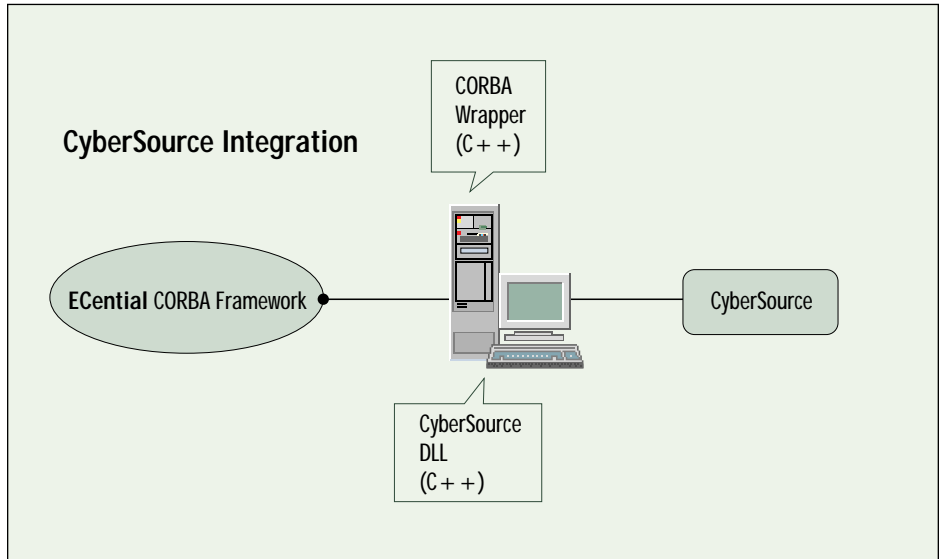 CORBA
Wrapper
(C++)
CyberSource Integration
ECential CORBA Framework
CyberSource
CyberSource
DLL
(C++)